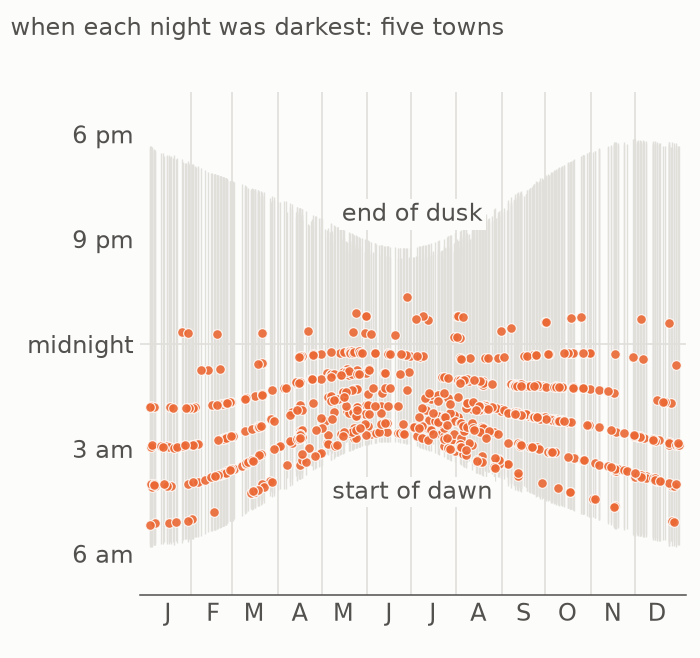 when each night was darkest: five towns
6 pm
end of dusk
9 pm
midnight
3 am
start of dawn
6 am
J F M A M J J A S O N D